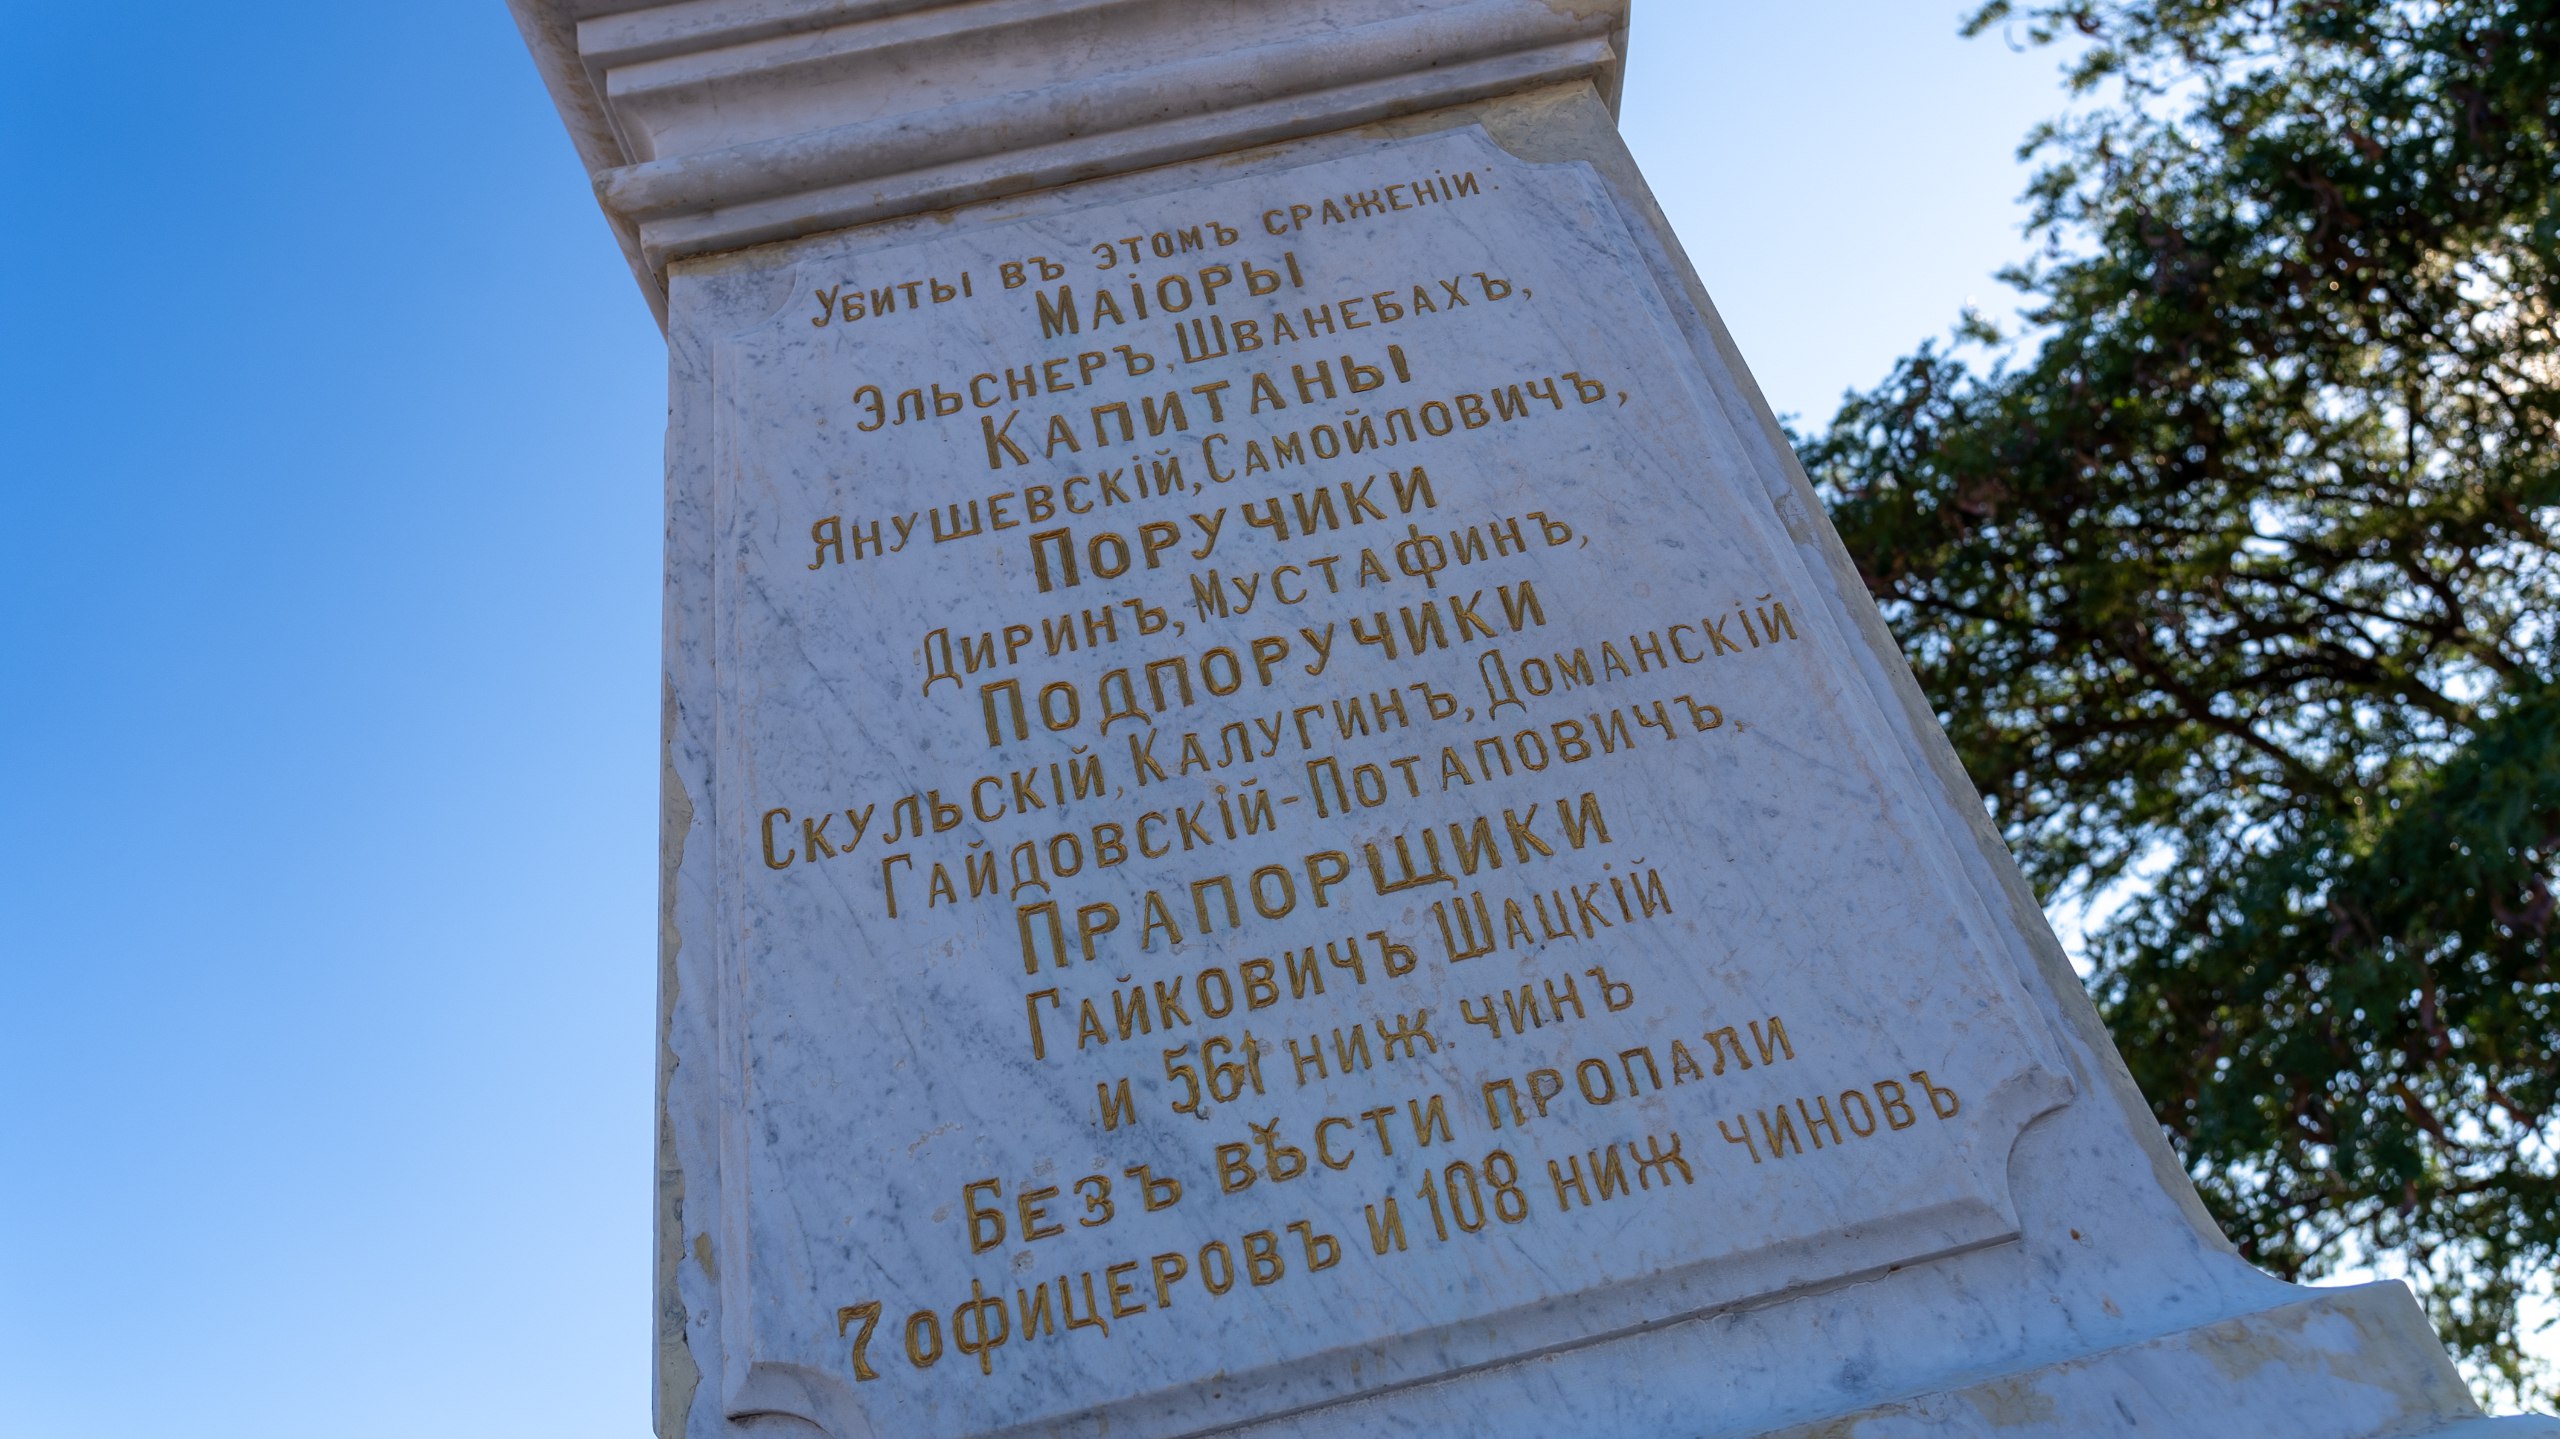 Убиты въ этомъ сраженіи:
Маіоры
Эльснеръ, Шванебахъ,
Капитаны
Янушевскій, Самойловичъ,
Поручики
Диринъ, Мустафинъ,
Подпоручики
Скульскій, Калугинъ, Доманскій
Гайдовскій-Потаповичъ,
Прапорщики
Гайковичъ Шацкій
и 561 ниж. чинъ
Безъ вѣсти пропали
7 офицеровъ и 108 ниж чиновъ